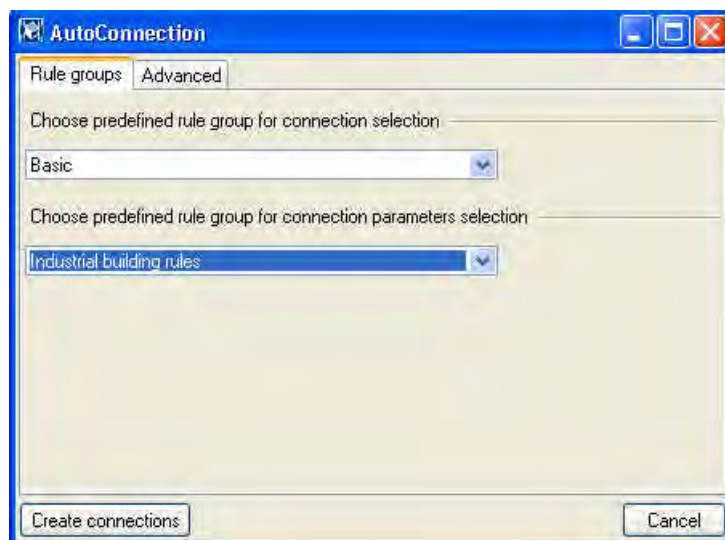 AutoConnection
Rule groups Advanced
Choose predefined rule group for connection selection
Basic
Choose predefined rule group for connection parameters selection
Industrial building rules
Create connections Cancel